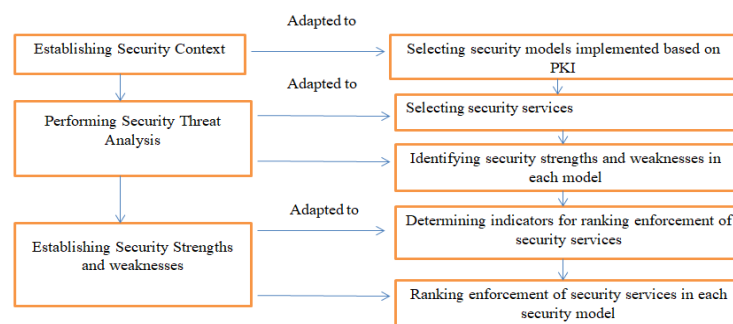 Adapted to
Establishing Security Context
Selecting security models implemented based on
PKI
Adapted to
Performing Security Threat
Analysis
Selecting security services
Identifying security strengths and weaknesses in
each model
Adapted to
Establishing Security Strengths
and weaknesses
Determining indicators for ranking enforcement of
security services
Ranking enforcement of security services in each
security model